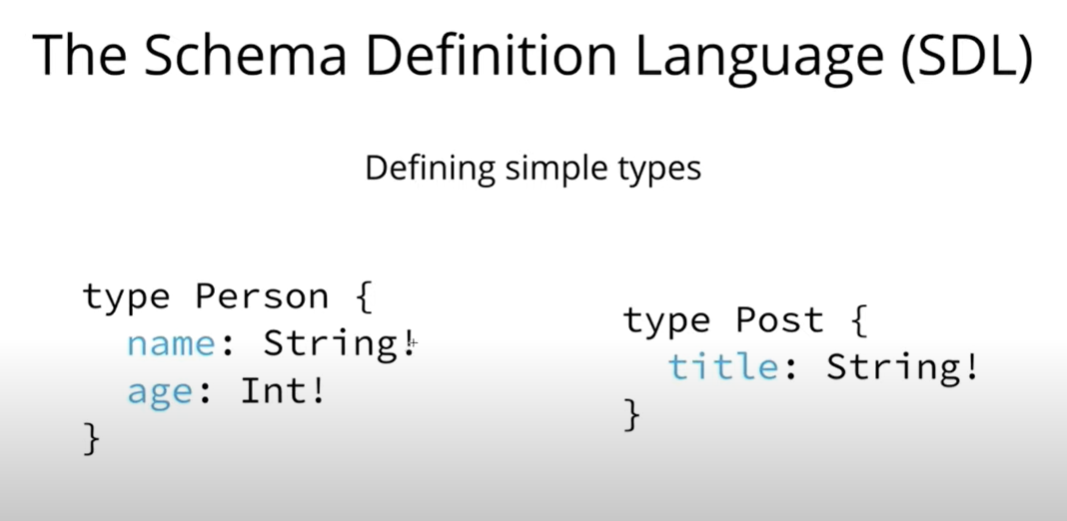 The Schema Definition Language (SDL)
Defining simple types
type Person {
  name: String!
  age: Int!
}
type Post {
  title: String!
}